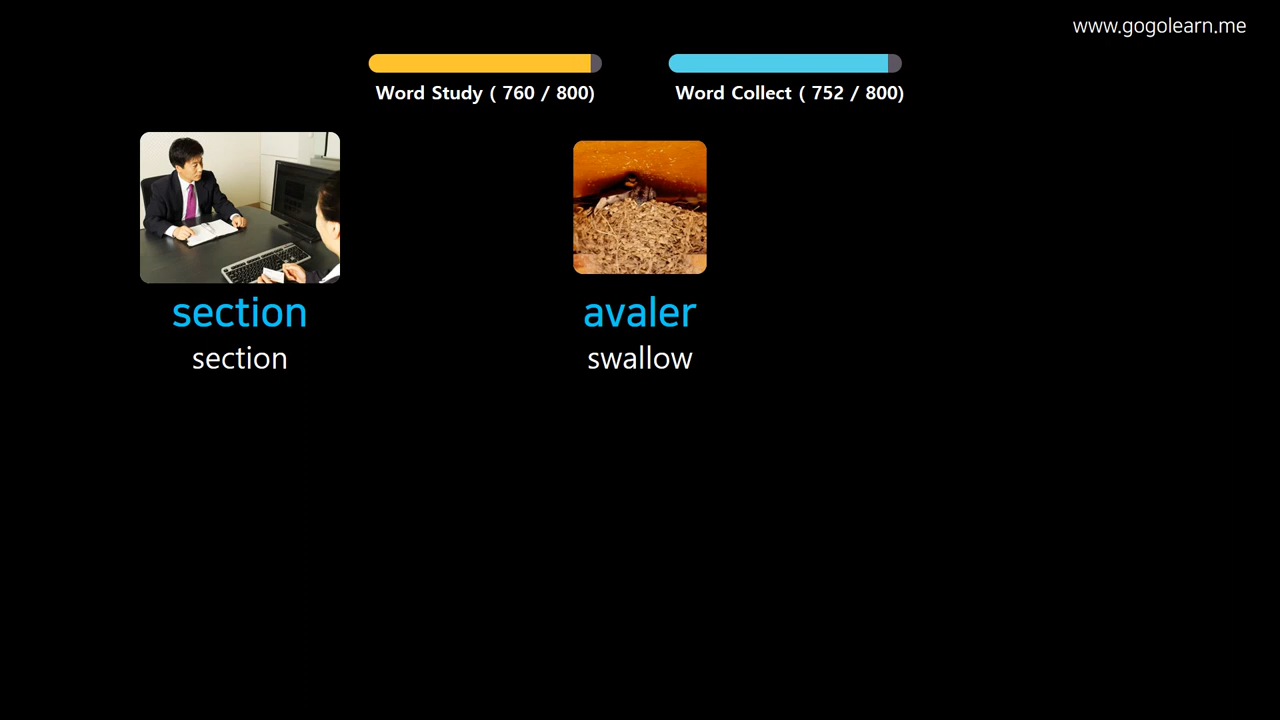 www.gogolearn.me
Word Study ( 760 / 800)
Word Collect ( 752 / 800)
section
section
avaler
swallow